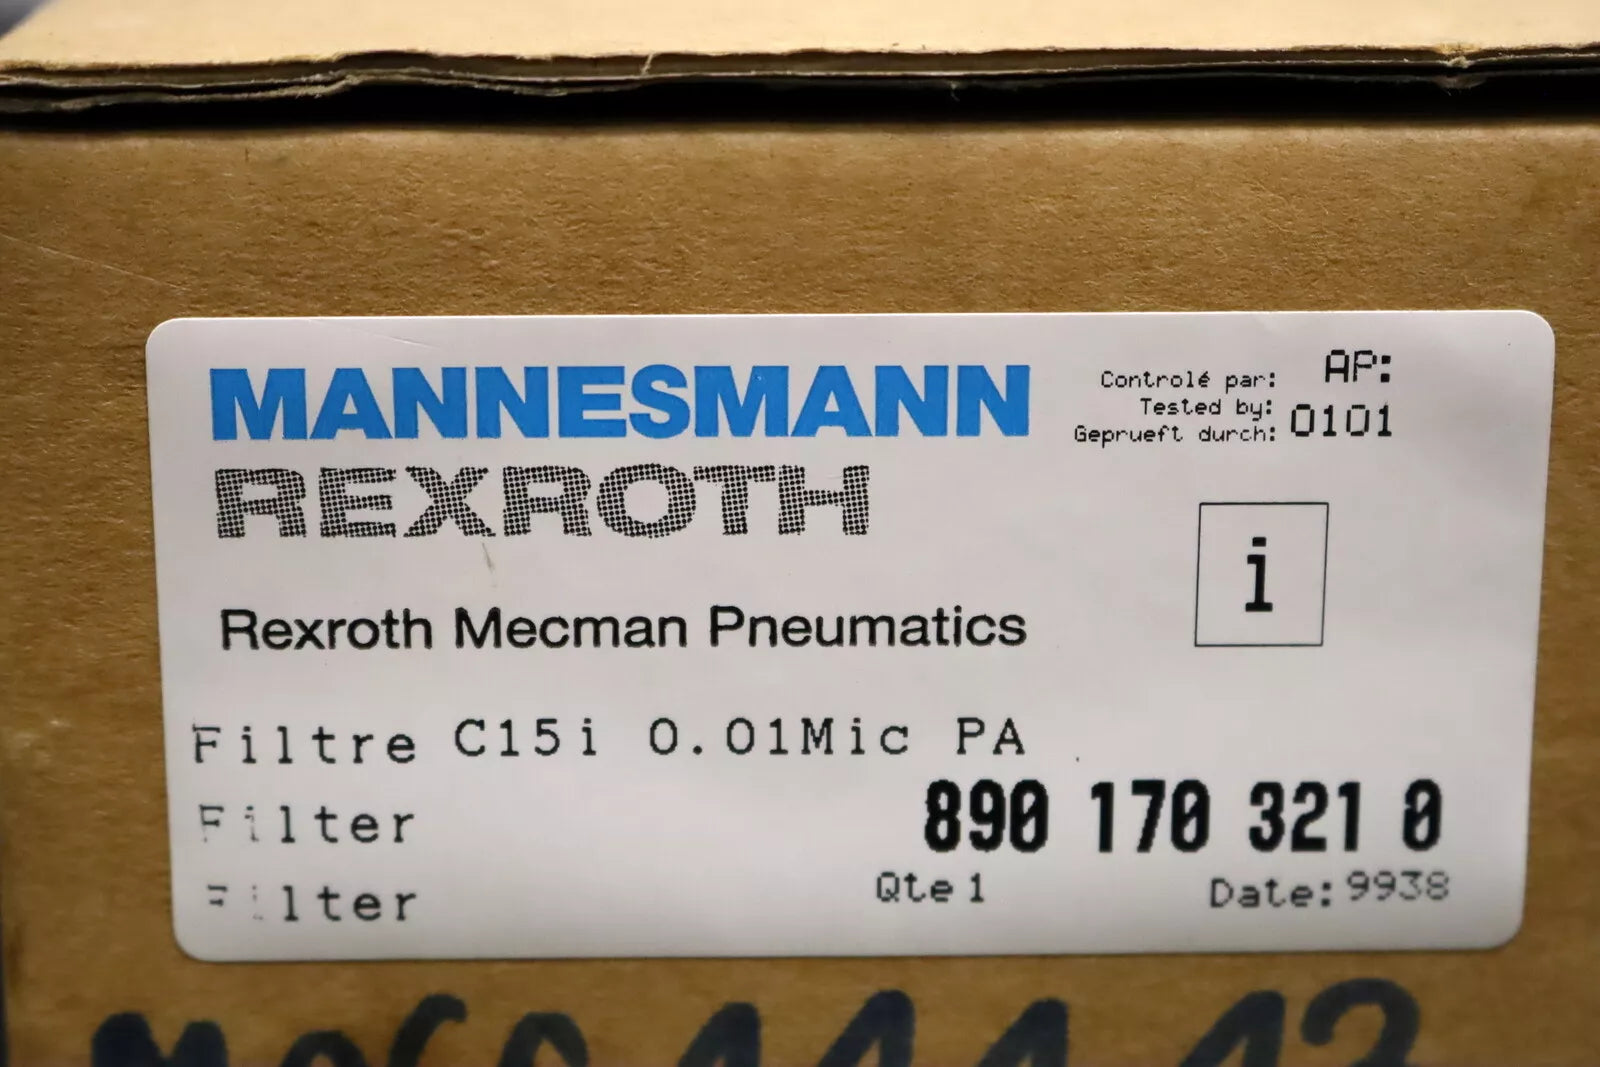 MANNESMANN
REXROTH
Rexroth Mecman Pneumatics
Controlé par:
Tested by:
Geprueft durch:
AP:
0101
i
Filtre C15i 0.01Mic PA
Filter
Filter
890 170 321 0
Qte 1
Date: 9938